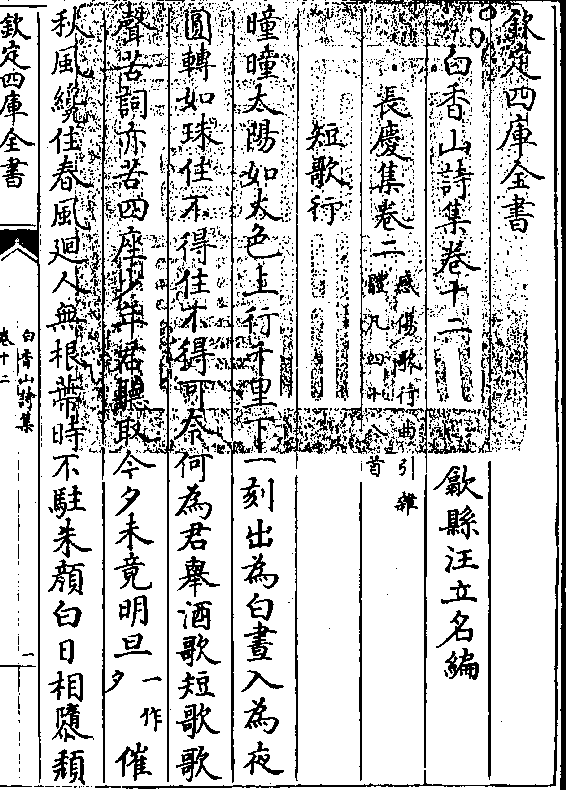 欽定四庫全書
白香山詩集卷十二
歙縣汪立名編
長慶集卷二
感傷歌行曲引雜
體凡四十八首
短歌行
曈曈太陽如火色上行千里下一刻出為白晝入為夜
圓轉如珠住不得住不得可奈何為君舉酒歌短歌歌
聲苦詞亦苦四座少年君聽取今夕未竟明旦一作夕催
秋風纔住春風廻人無根蔕時不駐朱顏白日相隳頽
欽定四庫全書
白香山詩集
卷十二
一